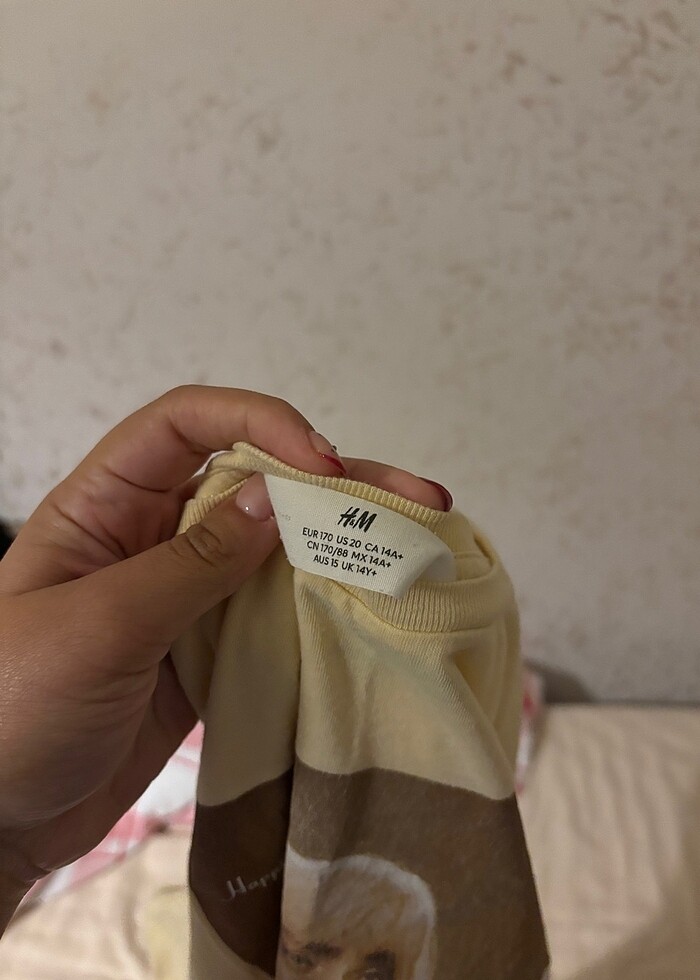 H&M
EUR 170 US 20 CA 14A+
CN 170/88 MX 14A+
AUS 15 UK 14Y+